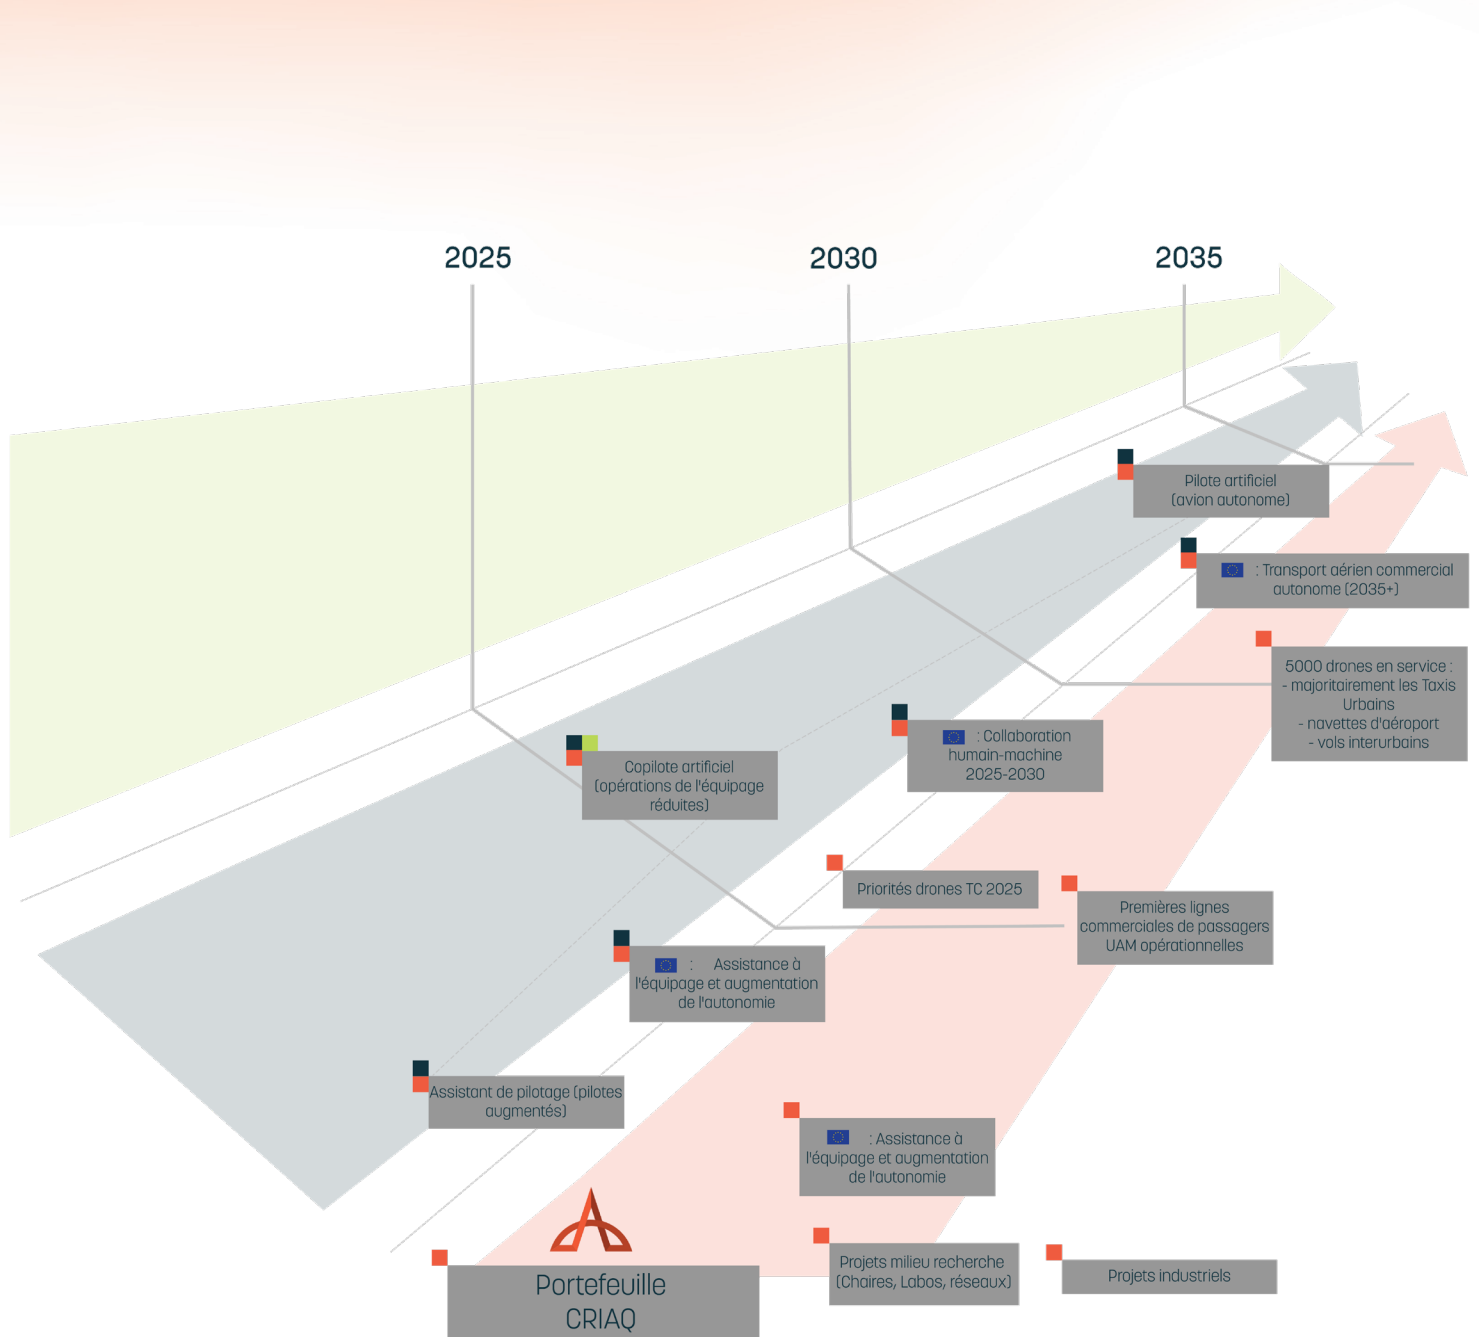 2025
2030
2035
Pilote artificiel
(avion autonome)
: Transport aérien commercial
autonome (2035+)
5000 drones en service :
- majoritairement les Taxis
Urbains
- navettes d'aéroport
- vols interurbains
: Collaboration
humain-machine
2025-2030
Copilote artificiel
(opérations de l'équipage
réduites)
Priorités drones TC 2025
Premières lignes
commerciales de passagers
UAM opérationnelles
: Assistance à
l'équipage et augmentation
de l'autonomie
Assistant de pilotage (pilotes
augmentés)
: Assistance à
l'équipage et augmentation
de l'autonomie
Portefeuille
CRIAQ
Projets milieu recherche
(Chaires, Labos, réseaux)
Projets industriels